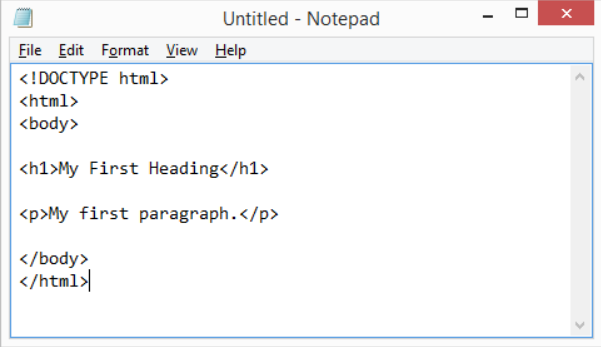 Untitled - Notepad
File Edit Format View Help
<!DOCTYPE html>
<html>
<body>
<h1>My First Heading</h1>
<p>My first paragraph.</p>
</body>
</html>